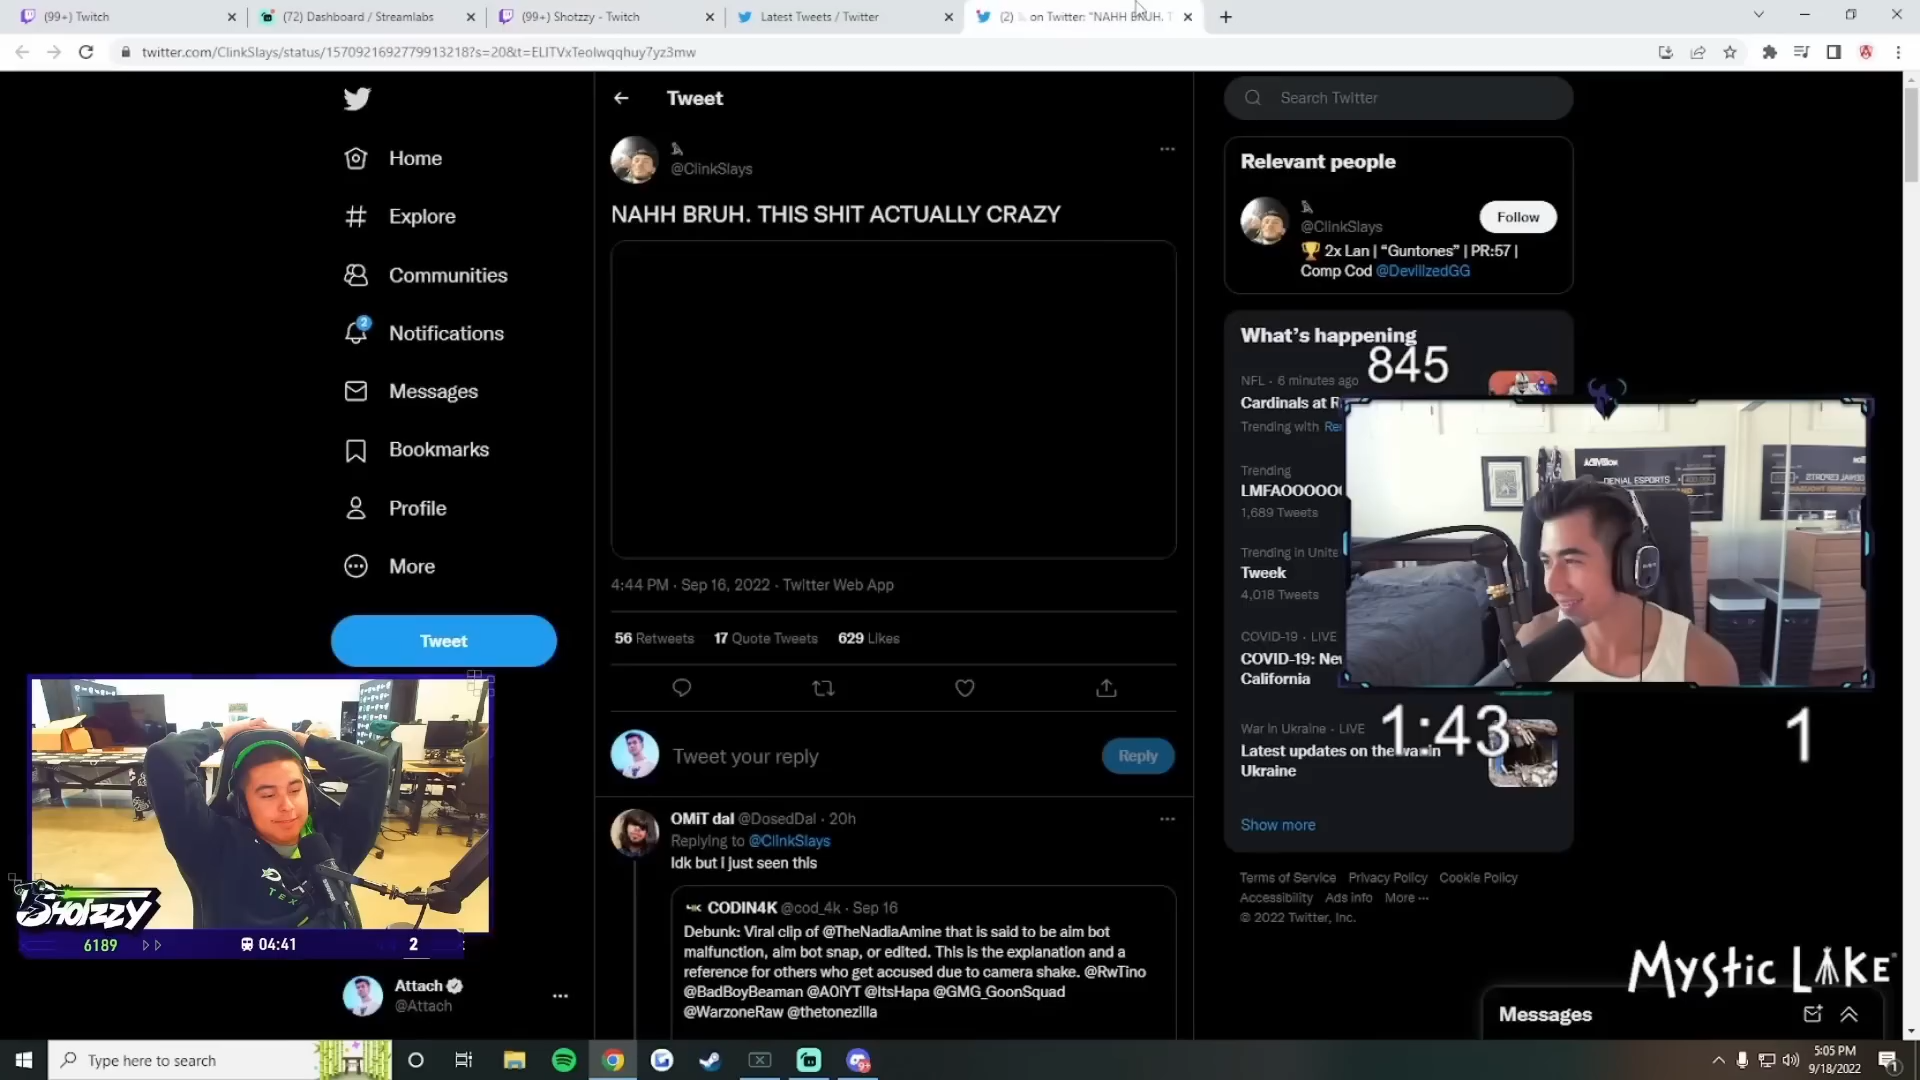 (99+) Twitch
(72) Dashboard / Streamlabs
(99+) Shotzzy - Twitch
Latest Tweets / Twitter
(2) on Twitter: "NAHH BRUH. T
twitter.com/ClinkSlays/status/1570921692779913218?s=20&t=ELITVxTeolwqqhuy7yz3mw
Home
Explore
Communities
2
Notifications
Messages
Bookmarks
Profile
More
Tweet
Tweet
@ClinkSlays
NAHH BRUH. THIS SHIT ACTUALLY CRAZY
4:44 PM · Sep 16, 2022 · Twitter Web App
56 Retweets 17 Quote Tweets 629 Likes
Tweet your reply
Reply
OMiT dal @DosedDal · 20h
Replying to @ClinkSlays
Idk but i just seen this
CODIN4K @cod_4k · Sep 16
Debunk: Viral clip of @TheNadiaAmine that is said to be aim bot
malfunction, aim bot snap, or edited. This is the explanation and a
reference for others who get accused due to camera shake. @RwTino
@BadBoyBeaman @A0iYT @ItsHapa @GMG_GoonSquad
@WarzoneRaw @thetonezilla
Search Twitter
Relevant people
@ClinkSlays
Follow
2x Lan | “Guntones” | PR:57 |
Comp Cod @DevilizedGG
What’s happening
845
NFL · 6 minutes ago
Cardinals at R
Trending with
Trending
LMFAOOOOO
1,689 Tweets
Trending in Unite
Tweek
4,018 Tweets
COVID-19 · LIVE
COVID-19: Ne
California
War in Ukraine · LIVE
1:43
1
Latest updates on the war in
Ukraine
Show more
Terms of Service Privacy Policy Cookie Policy
Accessibility Ads info More
© 2022 Twitter, Inc.
ACTIVISION
DENIAL ESPORTS
TEX
SHOTZZY
6189
04:41
2
Attach
@Attach
MYSTIC LAKE
Messages
Type here to search
5:05 PM
9/18/2022